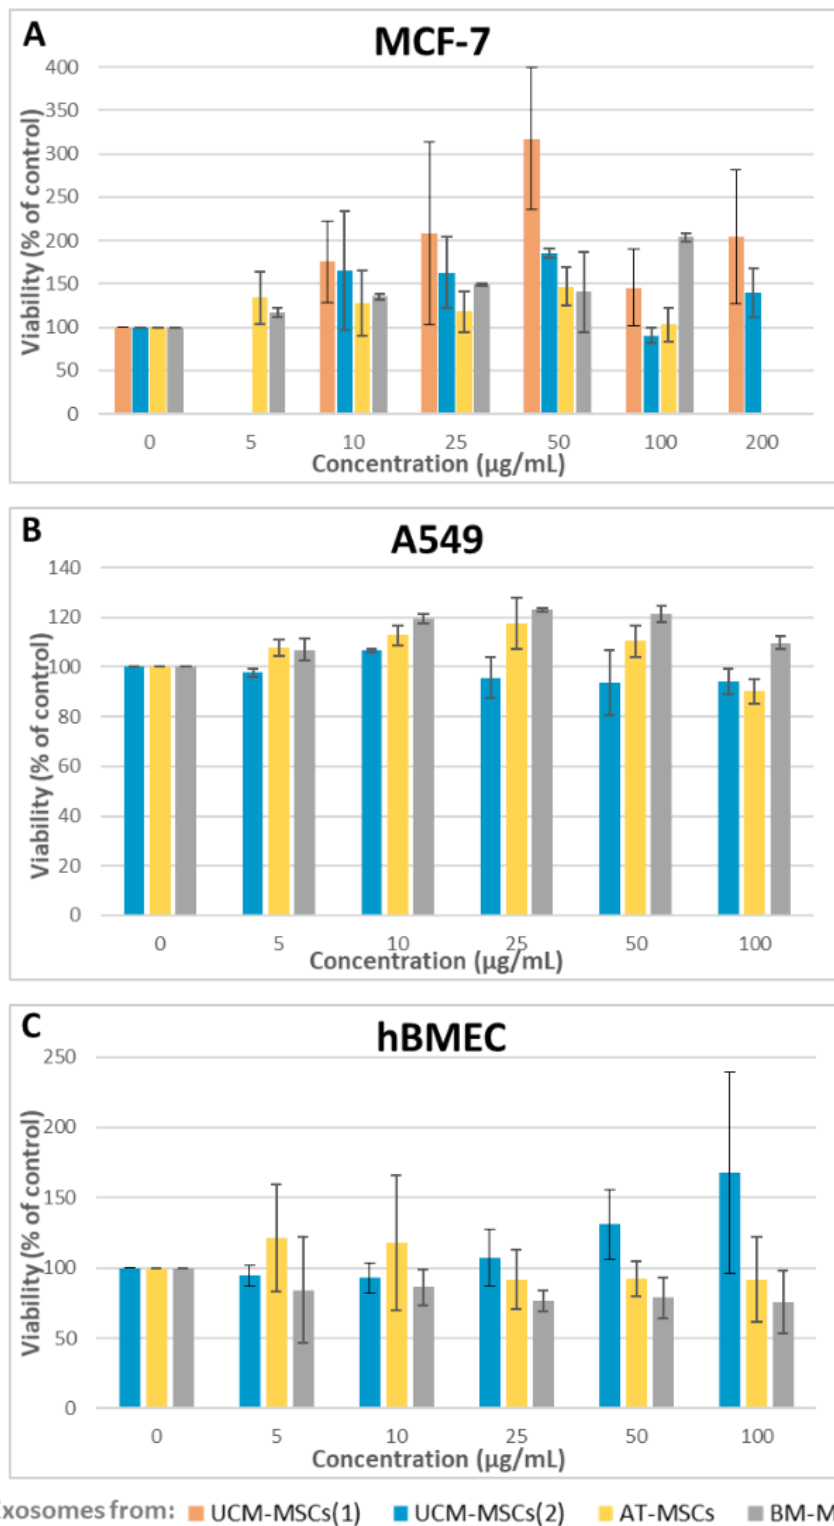 A
MCF-7
Viability (% of control)
400
350
300
250
200
150
100
50
0
0 5 10 25 50 100 200
Concentration (µg/mL)
B
A549
Viability (% of control)
140
120
100
80
60
40
20
0
0 5 10 25 50 100
Concentration (µg/mL)
C
hBMEC
Viability (% of control)
250
200
150
100
50
0
0 5 10 25 50 100
Concentration (µg/mL)
Exosomes from: UCM-MSCs(1) UCM-MSCs(2) AT-MSCs BM-M